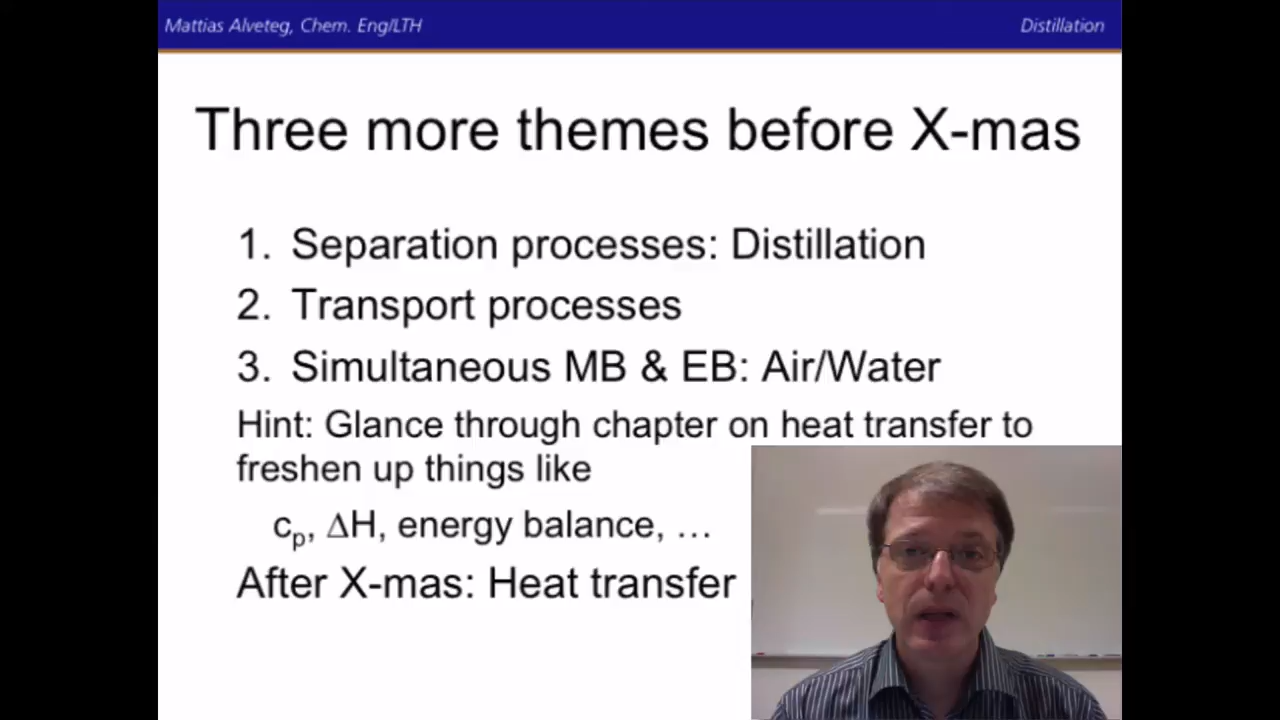 Mattias Alveteg, Chem. Eng/LTH
Distillation
Three more themes before X-mas
1. Separation processes: Distillation
2. Transport processes
3. Simultaneous MB & EB: Air/Water
Hint: Glance through chapter on heat transfer to
freshen up things like
cp, ΔH, energy balance, …
After X-mas: Heat transfer